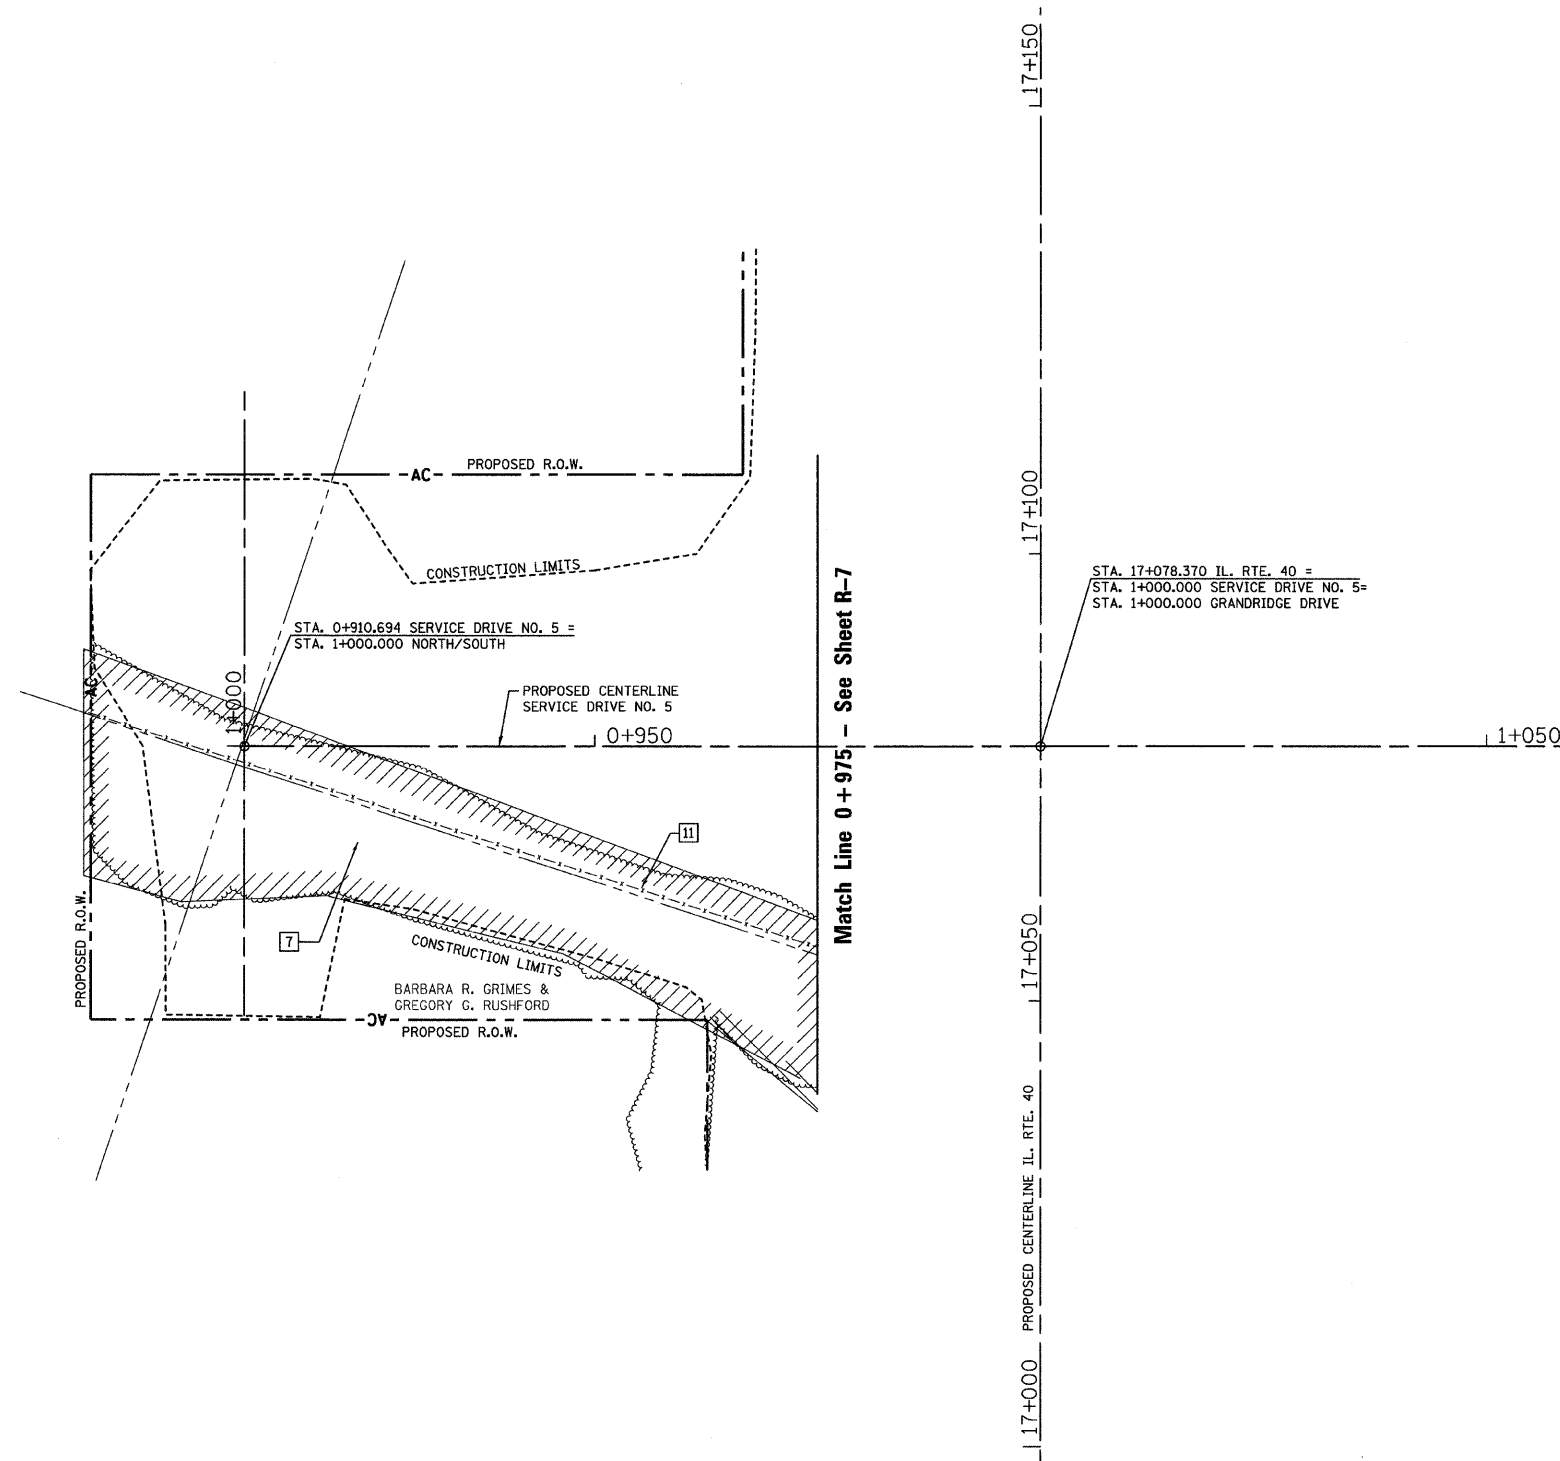 17+150
PROPOSED R.O.W.
AC
17+100
CONSTRUCTION LIMITS
STA. 17+078.370 IL. RTE. 40 =
STA. 1+000.000 SERVICE DRIVE NO. 5=
STA. 1+000.000 GRANDRIDGE DRIVE
STA. 0+910.694 SERVICE DRIVE NO. 5 =
STA. 1+000.000 NORTH/SOUTH
AC
1+000
PROPOSED CENTERLINE
SERVICE DRIVE NO. 5
0+950
Match Line 0+975 - See Sheet R-7
1+050
11
7
PROPOSED R.O.W.
CONSTRUCTION LIMITS
BARBARA R. GRIMES &
GREGORY G. RUSHFORD
AC
PROPOSED R.O.W.
17+050
PROPOSED CENTERLINE IL. RTE. 40
17+000